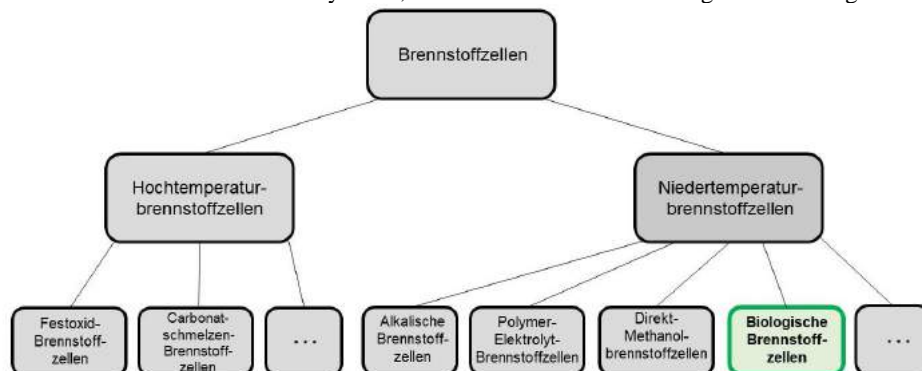 Brennstoffzellen
Hochtemperatur-
brennstoffzellen
Niedertemperatur-
brennstoffzellen
Festoxid-
Brennstoff-
zellen
Carbonat-
schmelzen-
Brennstoff-
zellen
...
Alkalische
Brennstoff-
zellen
Polymer-
Elektrolyt-
Brennstoffzellen
Direkt-
Methanol-
brennstoffzellen
Biologische
Brennstoff-
zellen
...